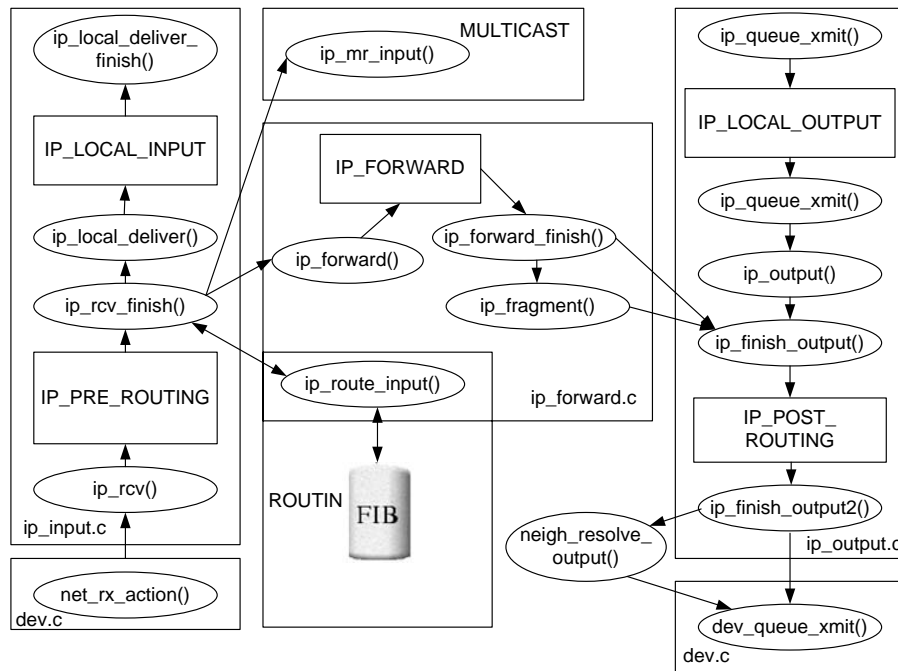 ip_local_deliver_
finish()
IP_LOCAL_INPUT
ip_local_deliver()
ip_rcv_finish()
IP_PRE_ROUTING
ip_rcv()
ip_input.c
net_rx_action()
dev.c
MULTICAST
ip_mr_input()
IP_FORWARD
ip_forward()
ip_forward_finish()
ip_fragment()
ip_route_input()
ip_forward.c
ROUTIN
FIB
ip_queue_xmit()
IP_LOCAL_OUTPUT
ip_queue_xmit()
ip_output()
ip_finish_output()
IP_POST_
ROUTING
ip_finish_output2()
ip_output.c
neigh_resolve_
output()
dev_queue_xmit()
dev.c